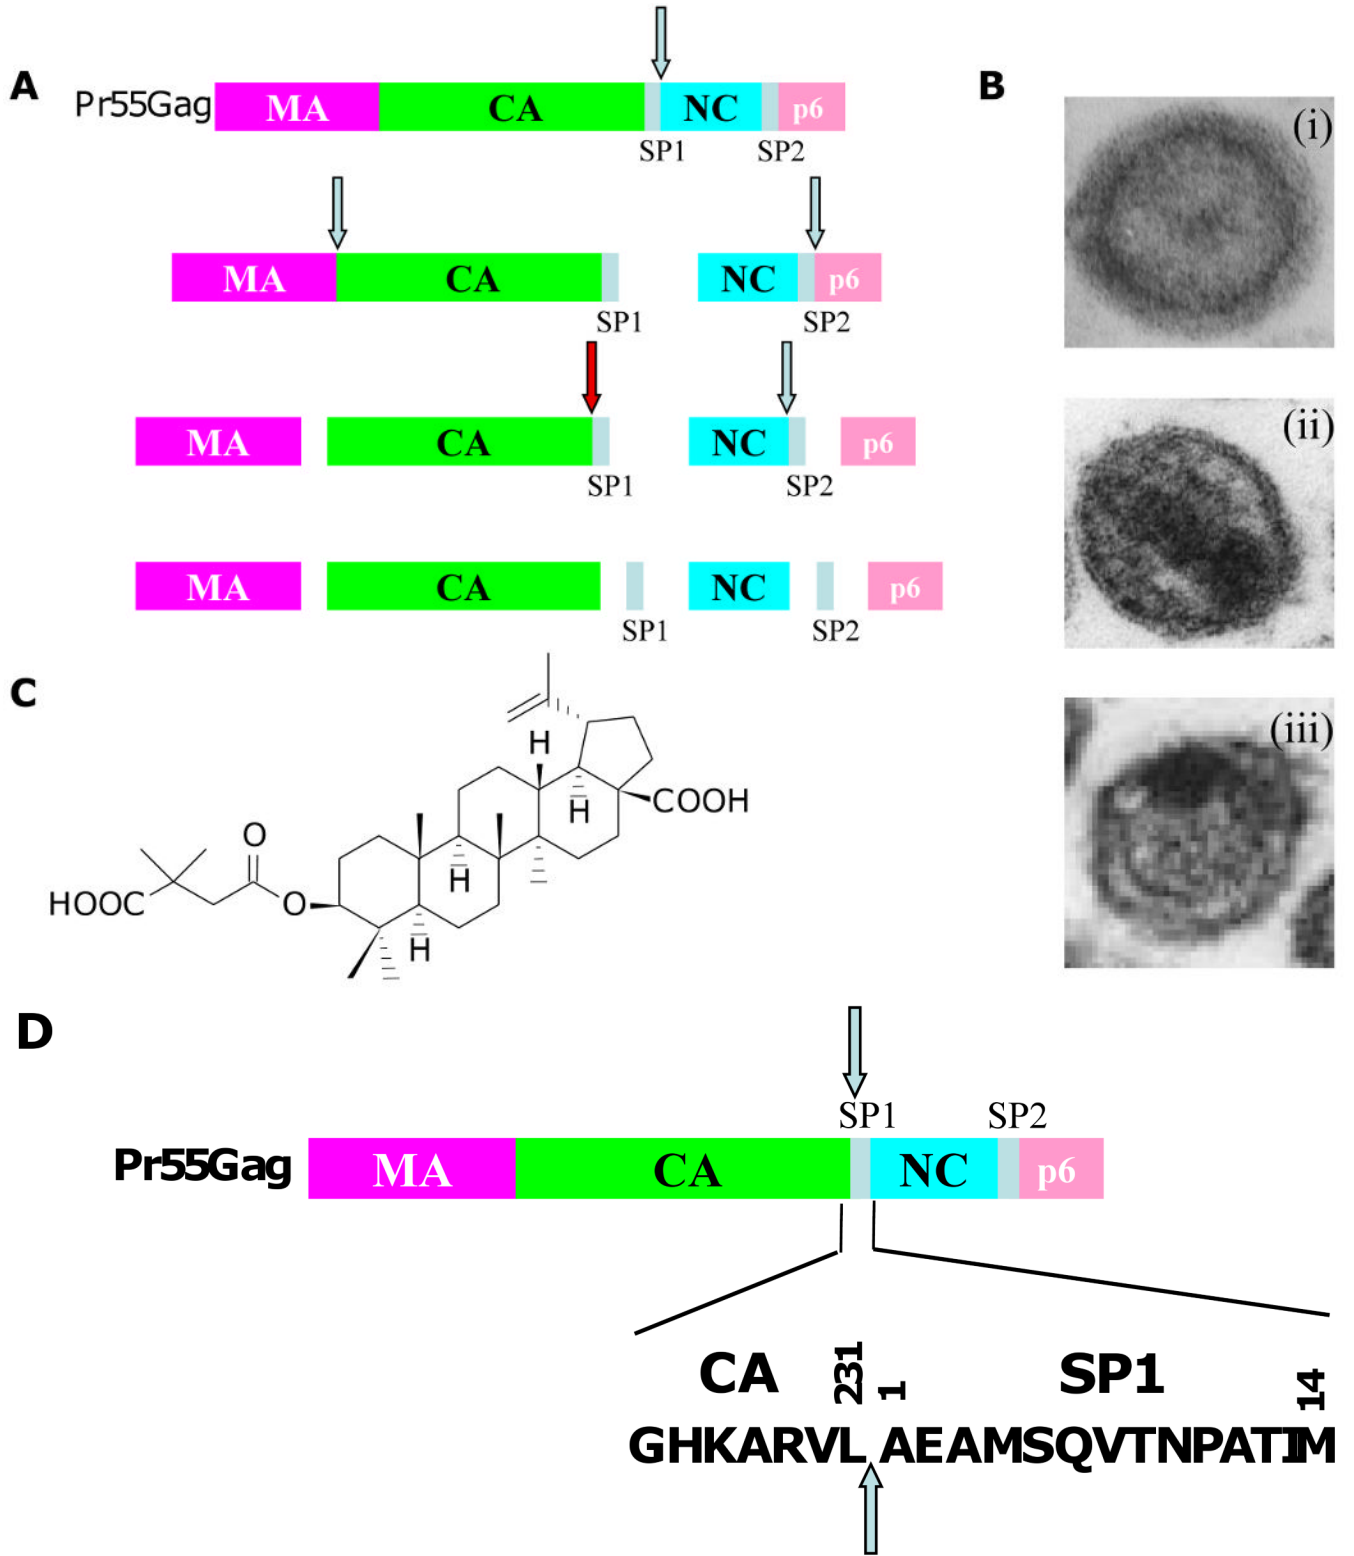 A
Pr55Gag
MA
CA
NC
p6
SP1
SP2
MA
CA
NC
p6
SP1
SP2
MA
CA
NC
p6
SP1
SP2
MA
CA
NC
p6
SP1
SP2
B
(i)
(ii)
(iii)
C
H
H
COOH
O
HOOC
O
H
H
D
SP1
SP2
Pr55Gag
MA
CA
NC
p6
CA
231
1
SP1
14
GHKARVL AEAMSQVTNPATIM